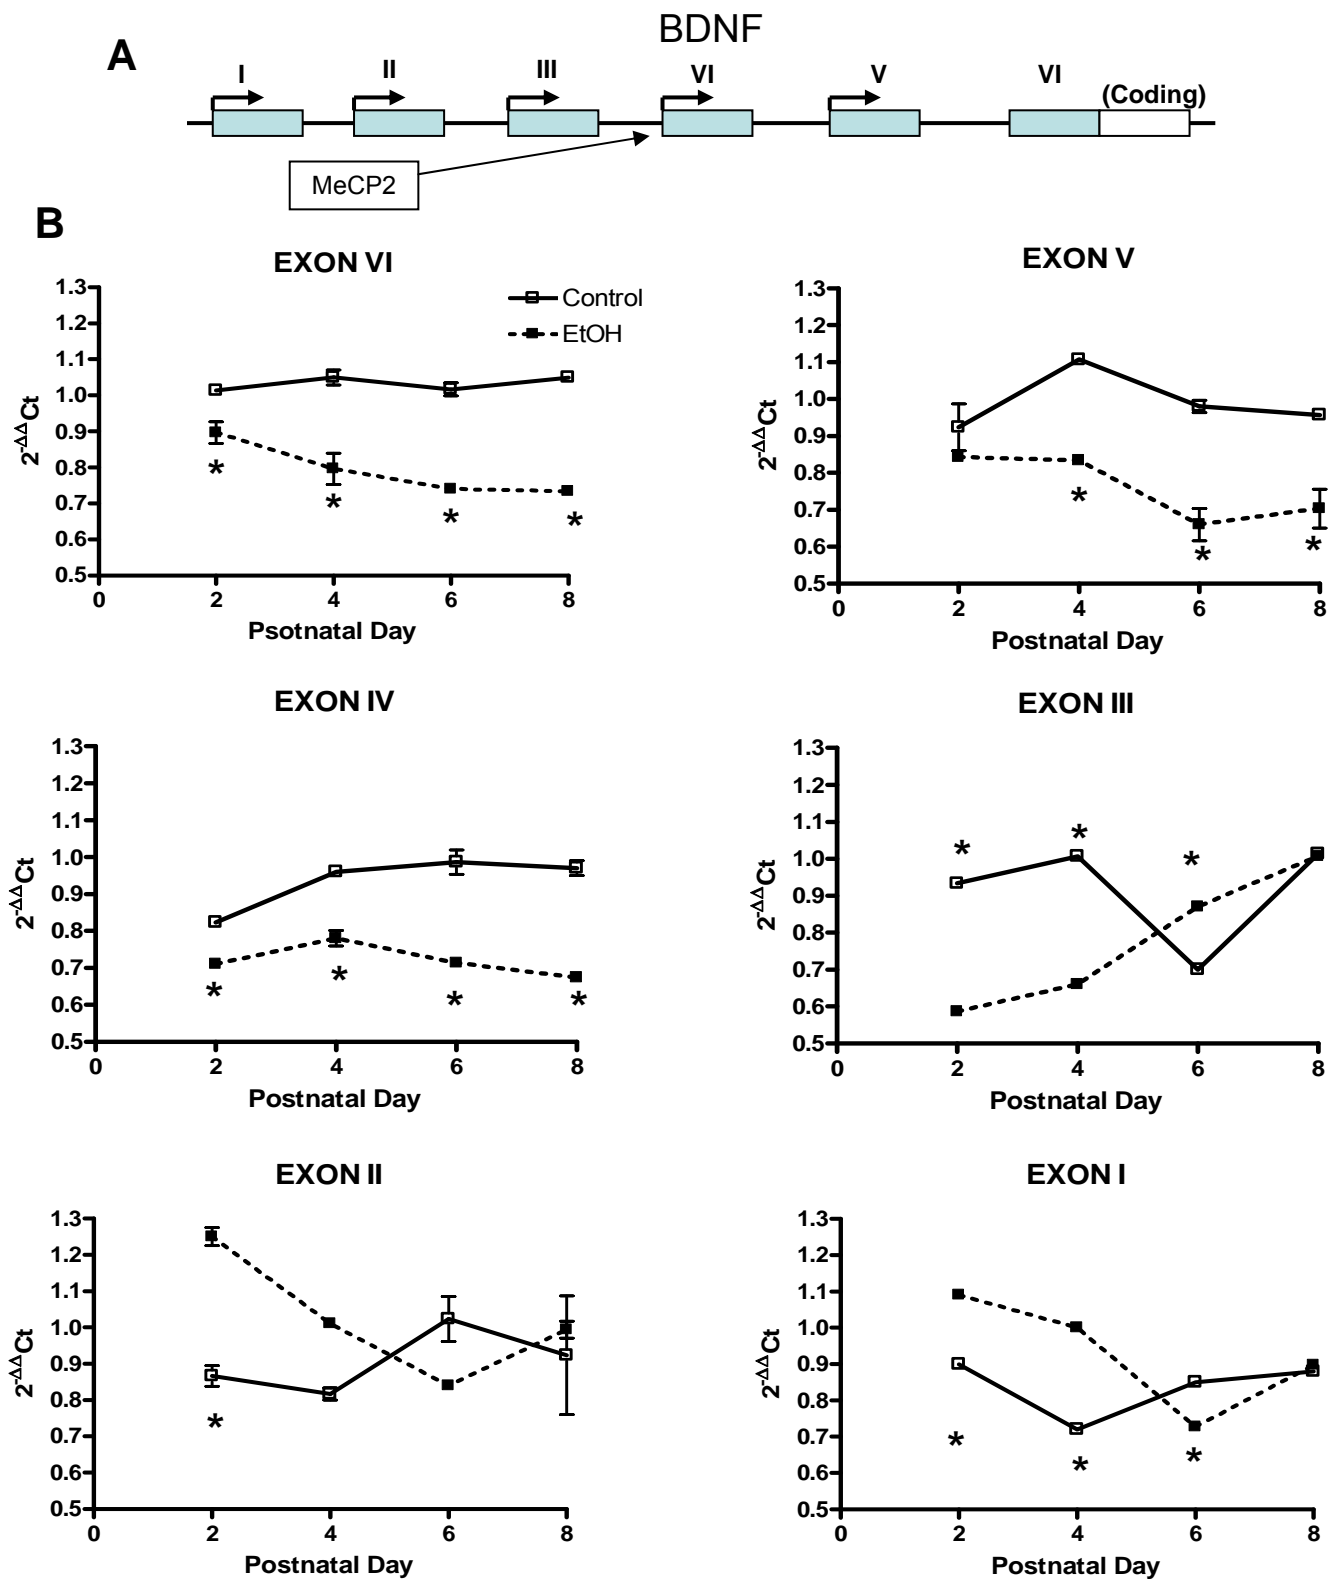 BDNF
A
I II III VI V VI
(Coding)
MeCP2
B
EXON VI
Control
EtOH
1.3
1.2
1.1
1.0
0.9
0.8
0.7
0.6
0.5
2-ΔΔCt
* * * *
0 2 4 6 8
Psotnatal Day
EXON V
1.3
1.2
1.1
1.0
0.9
0.8
0.7
0.6
0.5
2-ΔΔCt
* * *
0 2 4 6 8
Postnatal Day
EXON IV
1.3
1.2
1.1
1.0
0.9
0.8
0.7
0.6
0.5
2-ΔΔCt
* * * *
0 2 4 6 8
Postnatal Day
EXON III
1.3
1.2
1.1
1.0
0.9
0.8
0.7
0.6
0.5
2-ΔΔCt
* * *
0 2 4 6 8
Postnatal Day
EXON II
1.3
1.2
1.1
1.0
0.9
0.8
0.7
0.6
0.5
2-ΔΔCt
*
0 2 4 6 8
Postnatal Day
EXON I
1.3
1.2
1.1
1.0
0.9
0.8
0.7
0.6
0.5
2-ΔΔCt
* * *
0 2 4 6 8
Postnatal Day